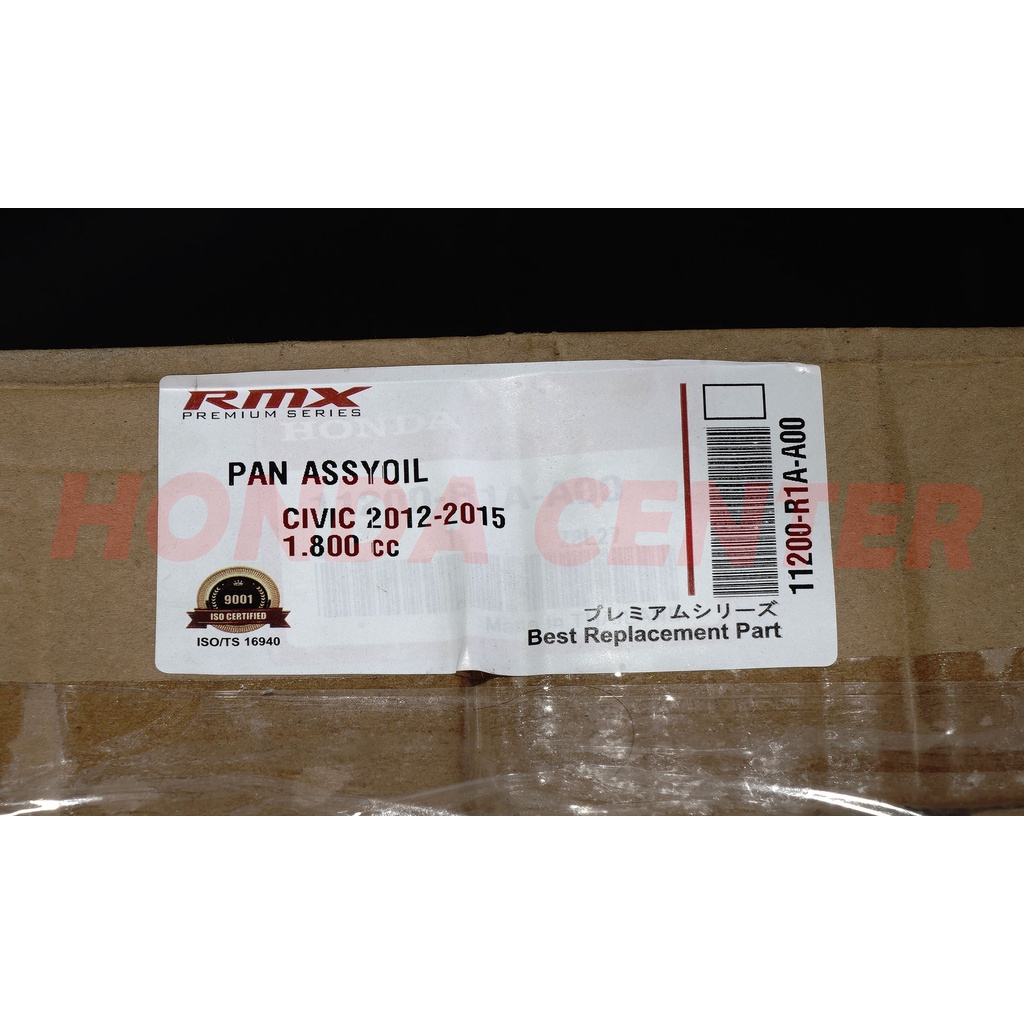 RMX
PREMIUM SERIES
HONDA
PAN ASSYOIL
CIVIC 2012-2015
1.800 cc
9001
ISO CERTIFIED
ISO/TS 16940
プレミアムシリーズ
Best Replacement Part
11200-R1A-A00
HONDA CENTER